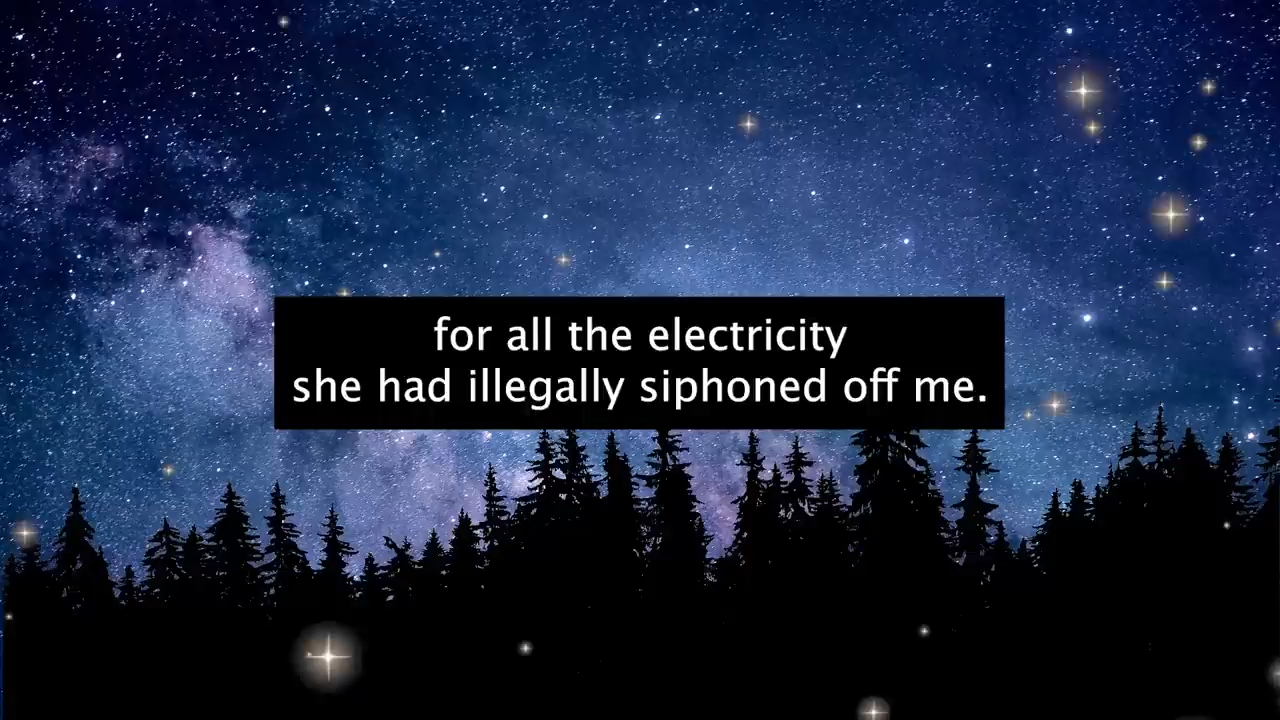 for all the electricity
she had illegally siphoned off me.